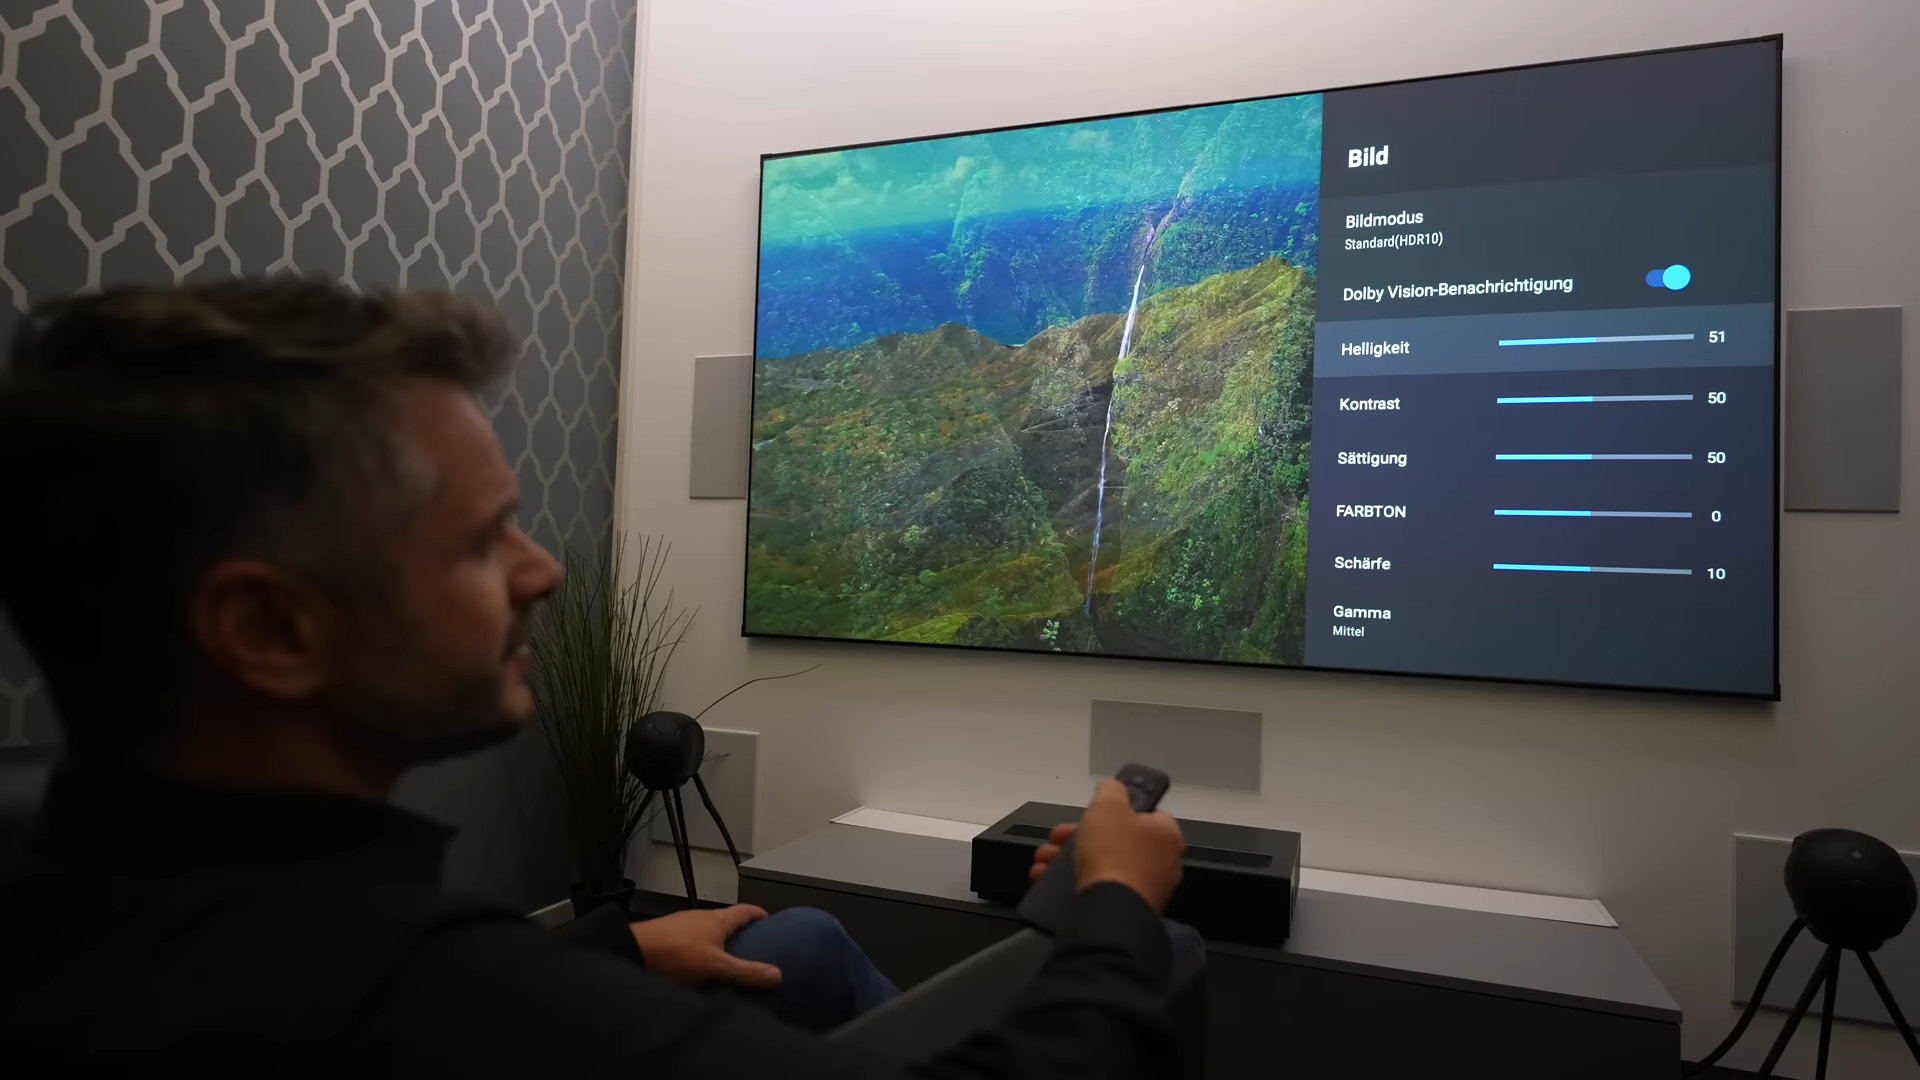 Bild
Bildmodus
Standard(HDR10)
Dolby Vision-Benachrichtigung
Helligkeit 51
Kontrast 50
Sättigung 50
FARBTON 0
Schärfe 10
Gamma
Mittel